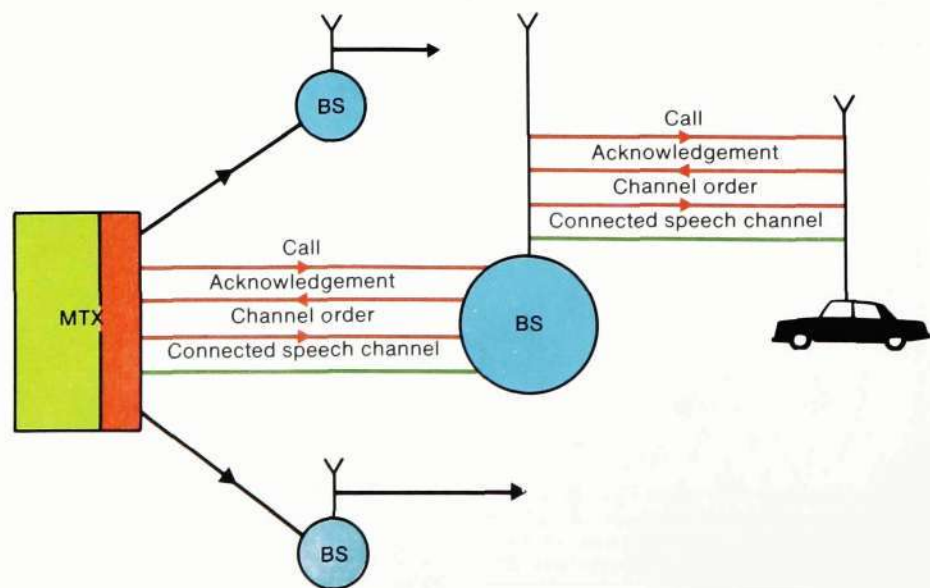 BS
Call
Acknowledgement
Channel order
Connected speech channel
Call
Acknowledgement
Channel order
Connected speech channel
MTX
BS
BS